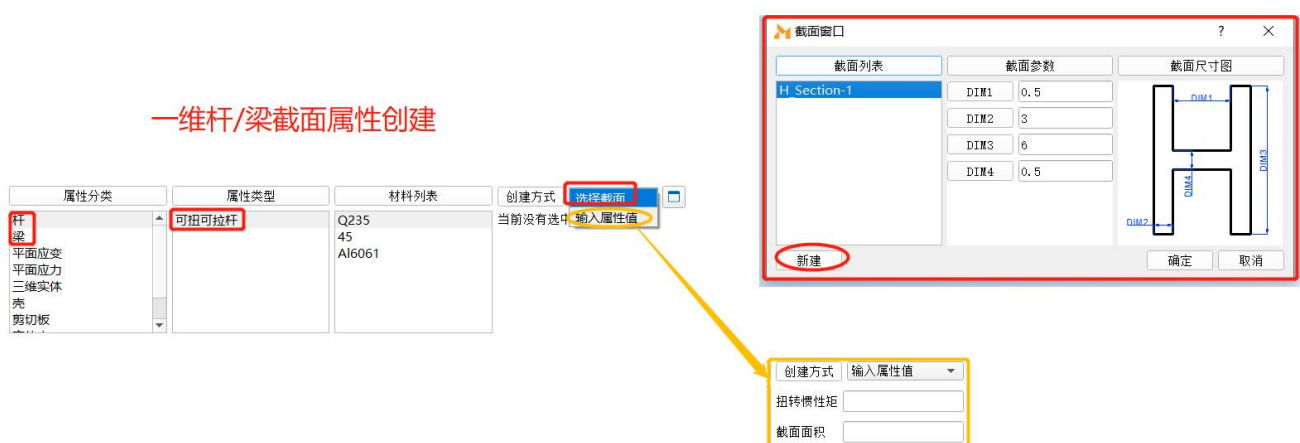 截面窗口
?
×
截面列表
截面参数
截面尺寸图
H_Section-1
DIM1
0.5
DIM2
3
DIM3
6
DIM4
0.5
DIM1
DIM3
DIM4
DIM2
新建
确定
取消
一维杆/梁截面属性创建
属性分类
属性类型
材料列表
创建方式
选择截面
输入属性值
当前没有选中
杆
梁
平面应变
平面应力
三维实体
壳
剪切板
可扭可拉杆
Q235
45
Al6061
创建方式
输入属性值
扭转惯性矩
截面面积